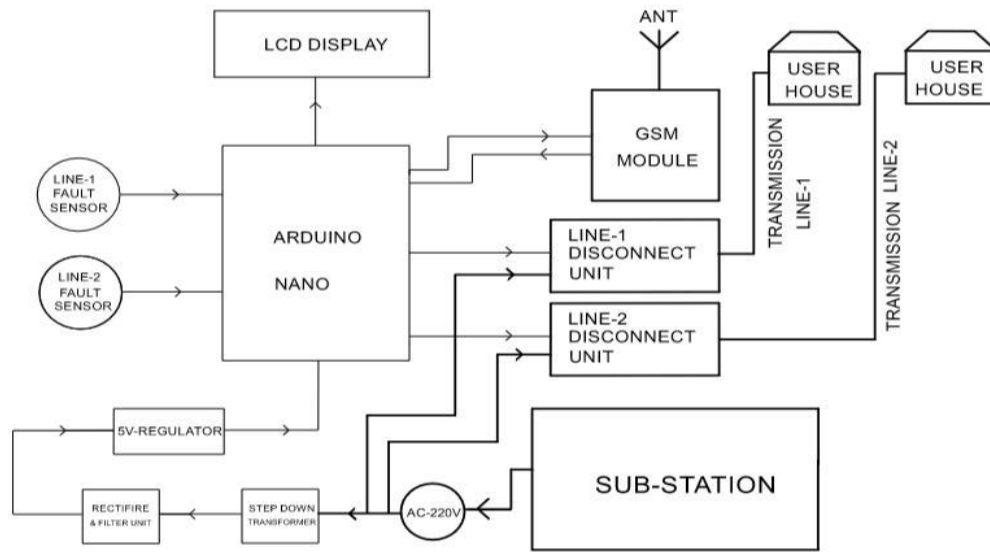 LCD DISPLAY
ANT
USER
HOUSE
USER
HOUSE
GSM
MODULE
LINE-1
FAULT
SENSOR
ARDUINO
NANO
LINE-2
FAULT
SENSOR
LINE-1
DISCONNECT
UNIT
LINE-2
DISCONNECT
UNIT
TRANSMISSION
LINE-1
TRANSMISSION LINE-2
5V-REGULATOR
RECTIFIRE
& FILTER UNIT
STEP DOWN
TRANSFORMER
AC-220V
SUB-STATION